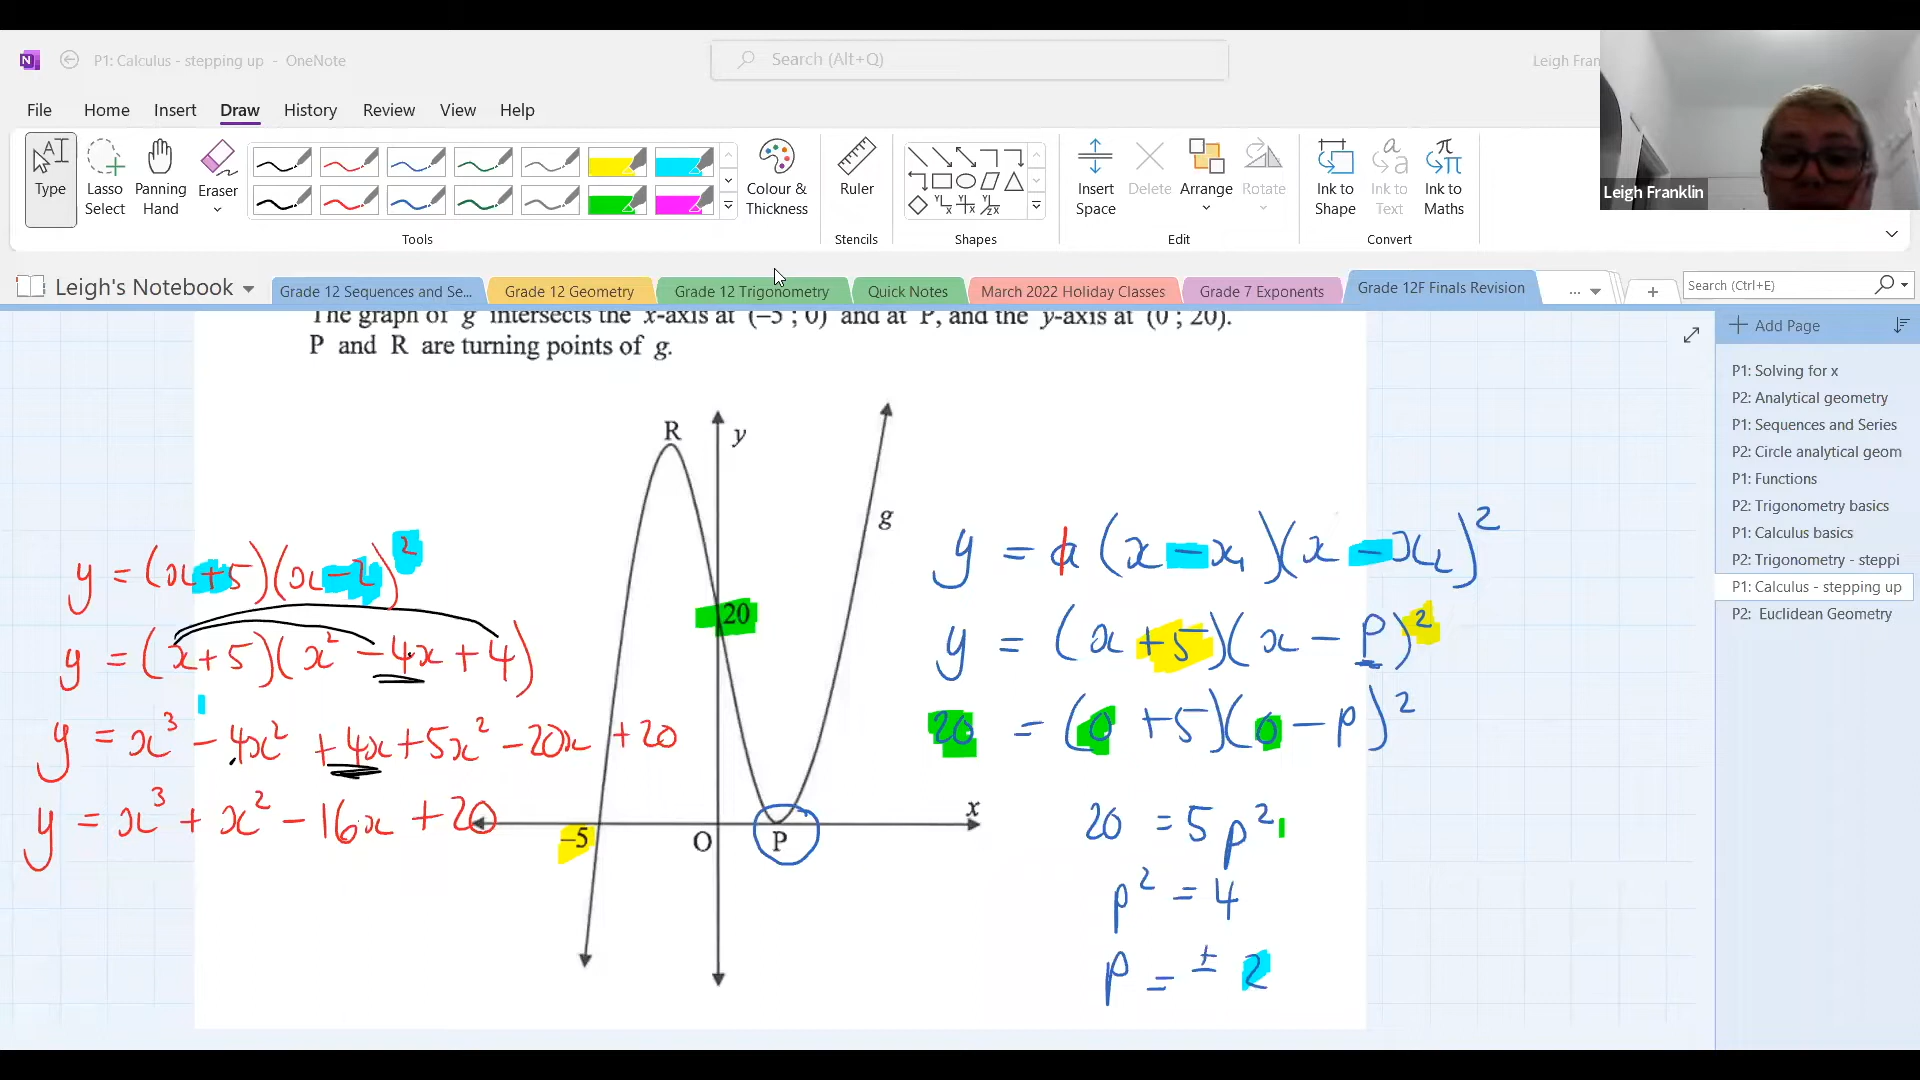 P1: Calculus - stepping up - OneNote
Search (Alt+Q)
Leigh Fran
File Home Insert Draw History Review View Help
Type
Lasso Select
Panning Hand
Eraser
Colour & Thickness
Ruler
Insert Space
Delete
Arrange
Rotate
Ink to Shape
Ink to Text
Ink to Maths
Tools
Stencils
Shapes
Edit
Convert
Leigh Franklin
Leigh's Notebook
Grade 12 Sequences and Se...
Grade 12 Geometry
Grade 12 Trigonometry
Quick Notes
March 2022 Holiday Classes
Grade 7 Exponents
Grade 12F Finals Revision
...
Search (Ctrl+E)
Add Page
P1: Solving for x
P2: Analytical geometry
P1: Sequences and Series
P2: Circle analytical geom
P1: Functions
P2: Trigonometry basics
P1: Calculus basics
P2: Trigonometry - steppi
P1: Calculus - stepping up
P2: Euclidean Geometry
The graph of g intersects the x-axis at (–5 ; 0) and at P, and the y-axis at (0 ; 20).
P and R are turning points of g.
R
y
g
20
x
–5
O
P
y = (x+5)(x-2)²
y = (x+5)(x² - 4x + 4)
y = x³ - 4x² + 4x + 5x² - 20x + 20
y = x³ + x² - 16x + 20
y = a(x - x₁)(x - x₂)²
y = (x + 5)(x - p)²
20 = (0 + 5)(0 - p)²
20 = 5p²
p² = 4
p = ± 2